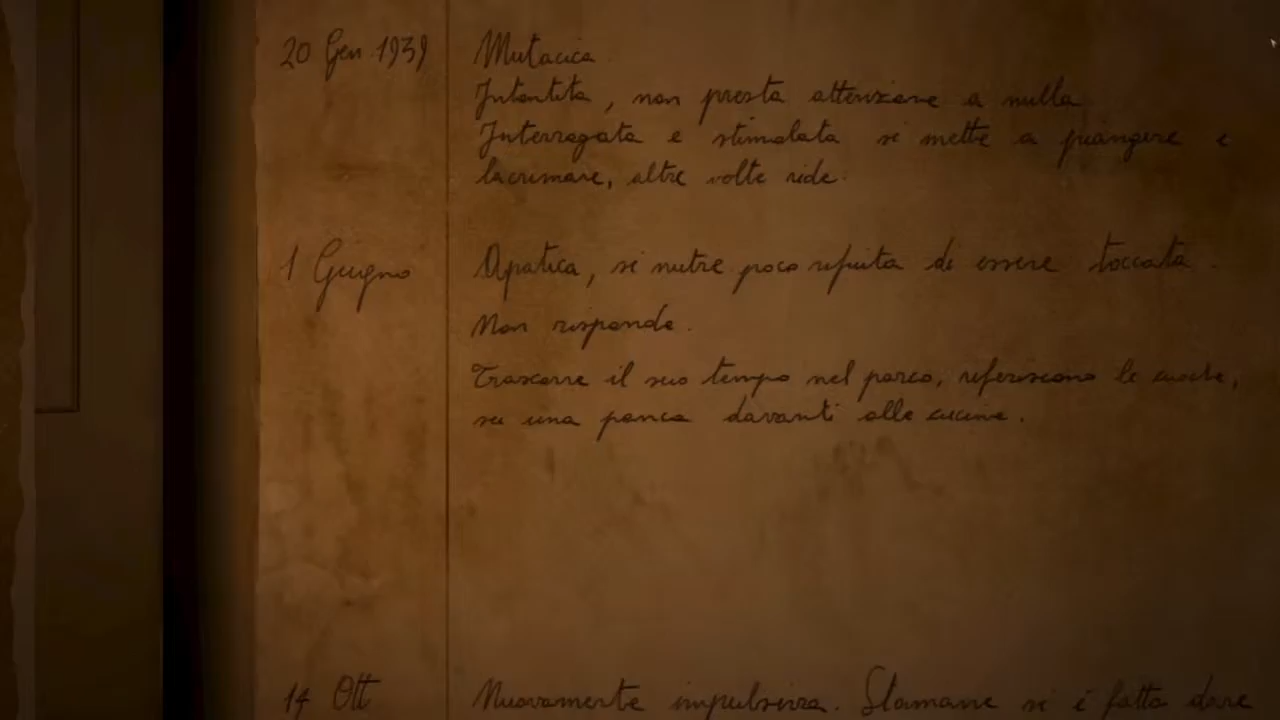 20 Gen 1939 Mutacica
Intontita, non presta attenzione a nulla
Interrogata e stimolata si mette a piangere e
lacrimare, altre volte ride.
1 Giugno Apatica, si nutre poco rifiuta di essere toccata.
Non risponde.
Trascorre il suo tempo nel parco, riferiscono le cuoche,
su una panca davanti alle cucine.
14 Ott Nuovamente impulsiva. Stamane si è fatta dare